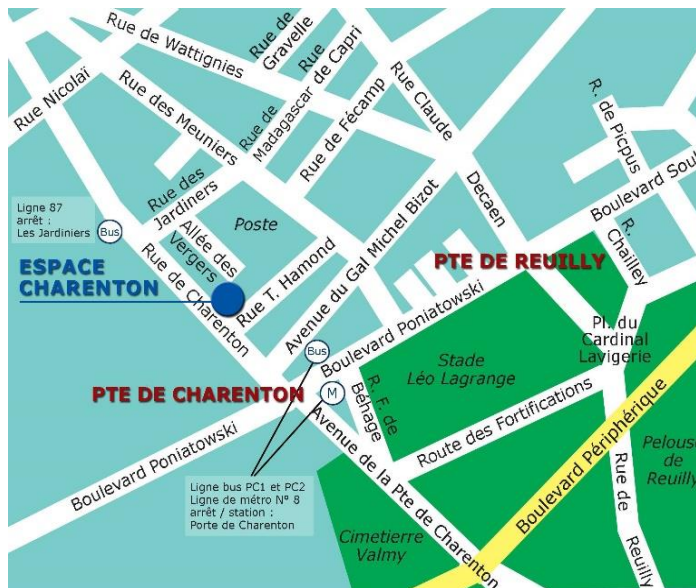 Rue de Wattignies
Rue de
Gravelle
Rue
de Capri
Rue de
Madagascar
Rue Nicolaï
Rue des Meuniers
Rue de Fécamp
Rue Claude
Decaen
R.
de Picpus
Boulevard Soul
R.
Chailley
Rue des
Jardiners
Allée des
Vergers
Poste
Ligne 87
arrêt :
Les Jardiniers
Bus
ESPACE
CHARENTON
Rue de Charenton
Rue T. Hamond
Avenue du Gal Michel Bizot
PTE DE REUILLY
Boulevard Poniatowski
Bus
PTE DE CHARENTON
M
Stade
Léo Lagrange
R. F. de
Béhage
Pl. du
Cardinal
Lavigerie
Route des Fortifications
Boulevard Périphérique
Pelouse
de
Reuilly
Rue de
Reuilly
Boulevard Poniatowski
Avenue de la Pte de Charenton
Ligne bus PC1 et PC2
Ligne de métro N° 8
arrêt / station :
Porte de Charenton
Cimetierre
Valmy